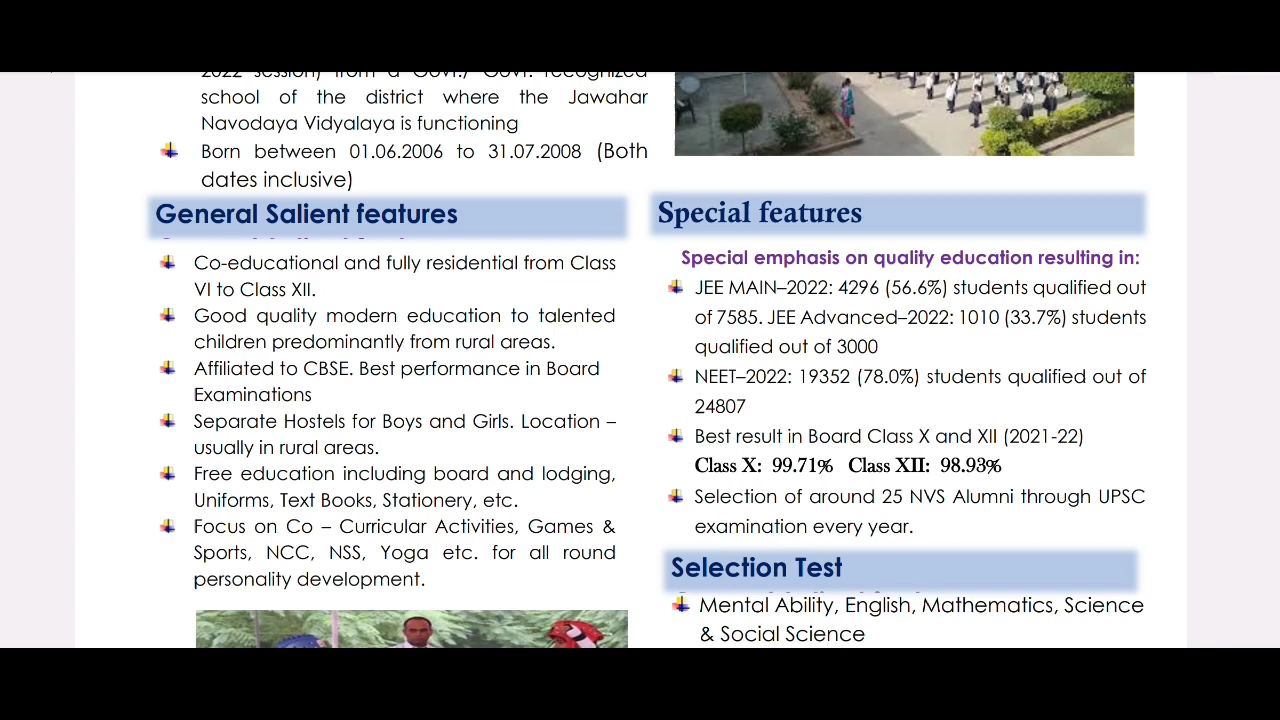 2022 session) from a Govt./ Govt. recognized
school of the district where the Jawahar
Navodaya Vidyalaya is functioning
Born between 01.06.2006 to 31.07.2008 (Both
dates inclusive)
General Salient features
Co-educational and fully residential from Class
VI to Class XII.
Good quality modern education to talented
children predominantly from rural areas.
Affiliated to CBSE. Best performance in Board
Examinations
Separate Hostels for Boys and Girls. Location –
usually in rural areas.
Free education including board and lodging,
Uniforms, Text Books, Stationery, etc.
Focus on Co – Curricular Activities, Games &
Sports, NCC, NSS, Yoga etc. for all round
personality development.
Special features
Special emphasis on quality education resulting in:
JEE MAIN–2022: 4296 (56.6%) students qualified out
of 7585. JEE Advanced–2022: 1010 (33.7%) students
qualified out of 3000
NEET–2022: 19352 (78.0%) students qualified out of
24807
Best result in Board Class X and XII (2021-22)
Class X: 99.71% Class XII: 98.93%
Selection of around 25 NVS Alumni through UPSC
examination every year.
Selection Test
Mental Ability, English, Mathematics, Science
& Social Science